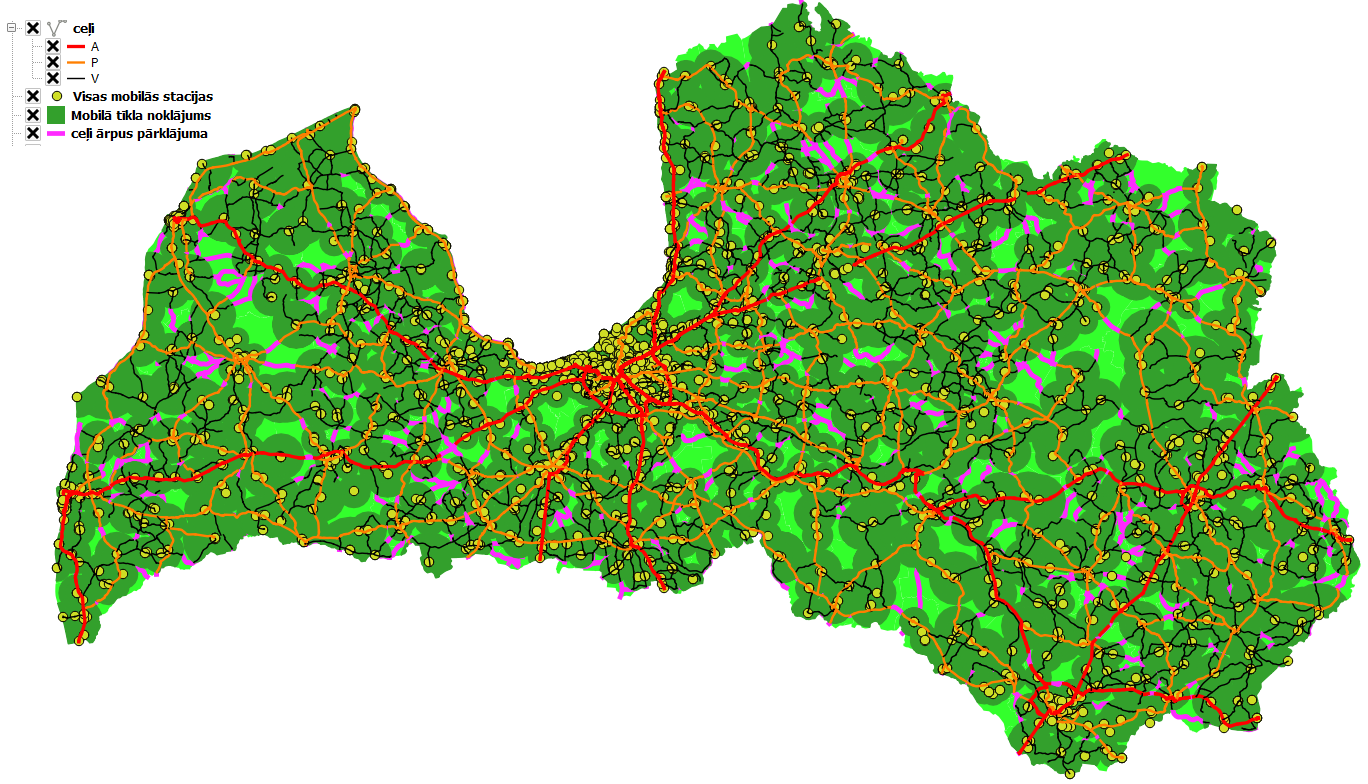 ceļi
A
P
V
Visas mobilās stacijas
Mobilā tīkla noklājums
ceļi ārpus pārklājuma